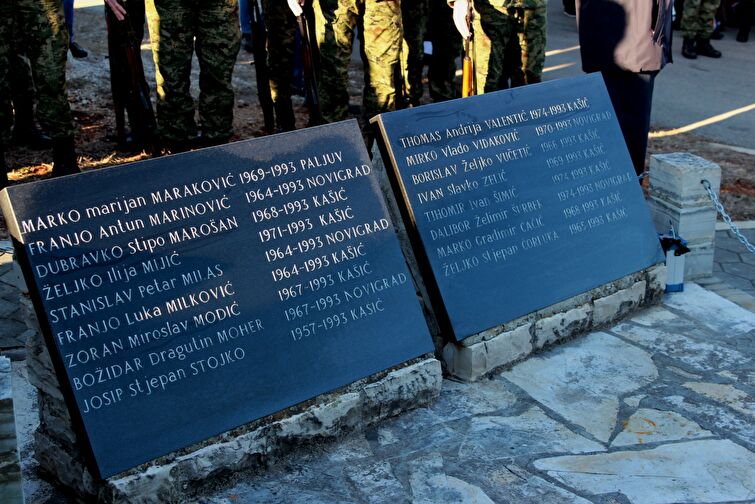 MARKO marijan MARAKOVIĆ 1969-1993 PALJUV
FRANJO Antun MARINOVIĆ 1964-1993 NOVIGRAD
DUBRAVKO stipo MAROŠAN 1968-1993 KAŠIĆ
ŽELJKO Ilija MIJIĆ 1971-1993 KAŠIĆ
STANISLAV petar MILAS 1964-1993 NOVIGRAD
FRANJO Luka MILKOVIĆ 1964-1993 KAŠIĆ
ZORAN Miroslav MODIĆ 1967-1993 KAŠIĆ
BOŽIDAR Dragutin MOHER 1967-1993 NOVIGRAD
JOSIP stjepan STOJKO 1957-1993 KAŠIĆ
THOMAS Andrija VALENTIĆ 1974-1993 KAŠIĆ
MIRKO Vlado VIDAKOVIĆ 1970-1993 NOVIGRAD
BORISLAV Željko VUČETIĆ 1966-1993 KAŠIĆ
IVAN Slavko ZELIĆ 1969-1993 KAŠIĆ
TIHOMIR Ivan ŠIMIĆ 1974-1993 KAŠIĆ
DALIBOR Želimir ŠTRBEK 1974-1993 NOVIGRAD
MARKO Gradimir CACIĆ 1968-1993 KAŠIĆ
ŽELJKO stjepan 1965-1993 KAŠIĆ